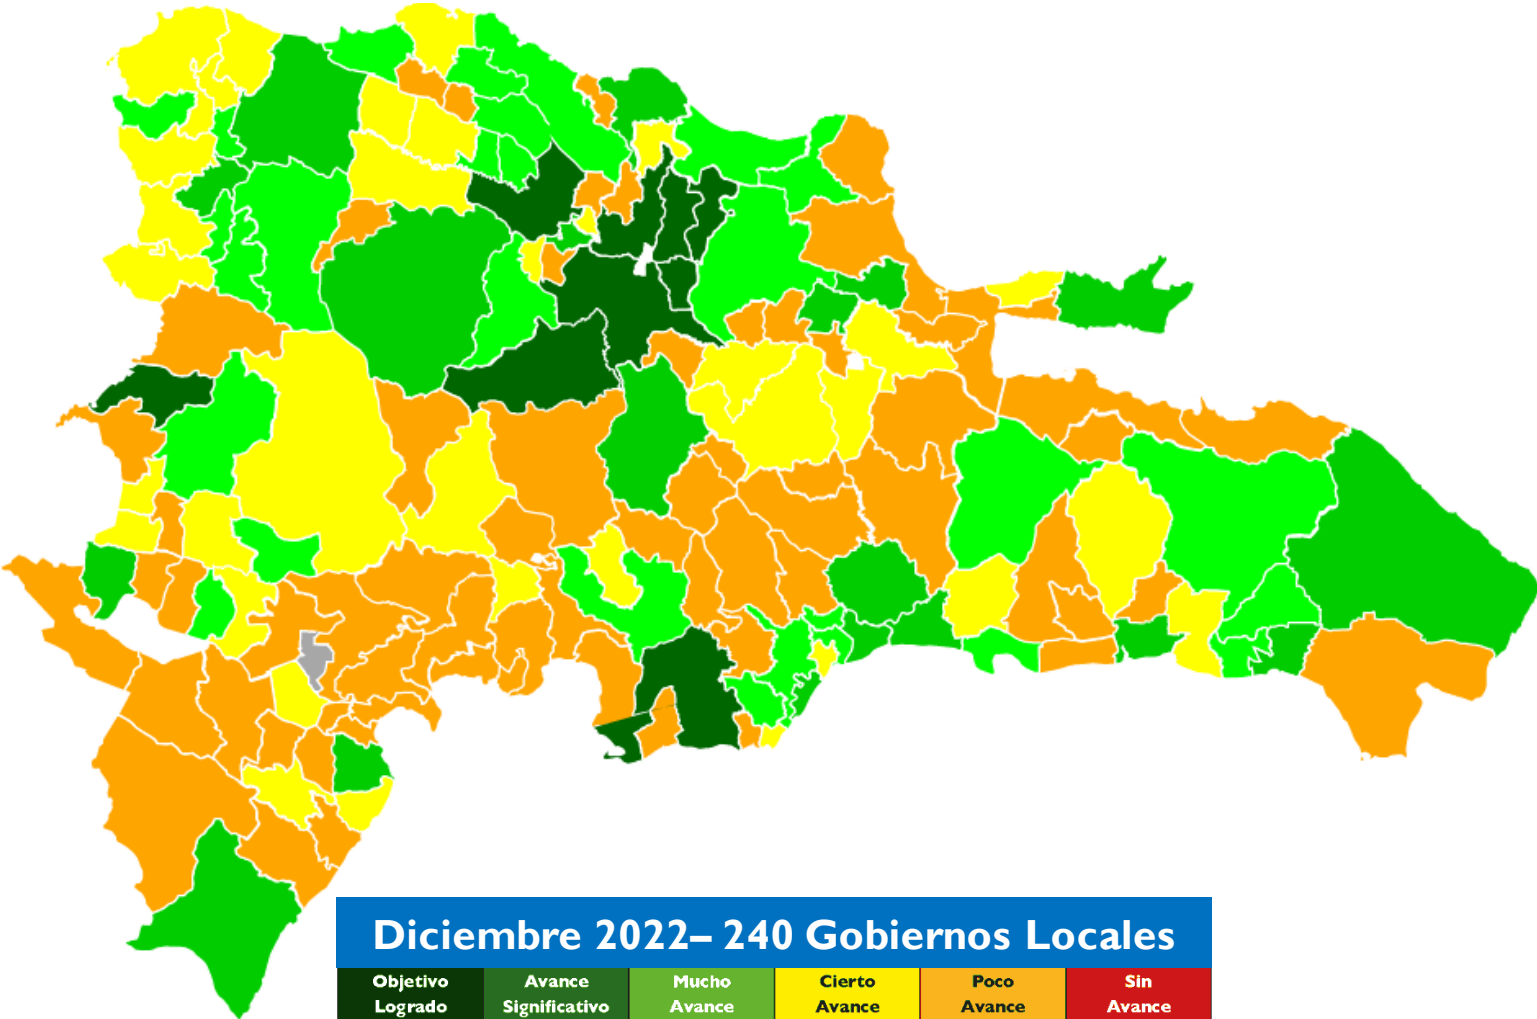 Diciembre 2022– 240 Gobiernos Locales
Objetivo Logrado
Avance Significativo
Mucho Avance
Cierto Avance
Poco Avance
Sin Avance